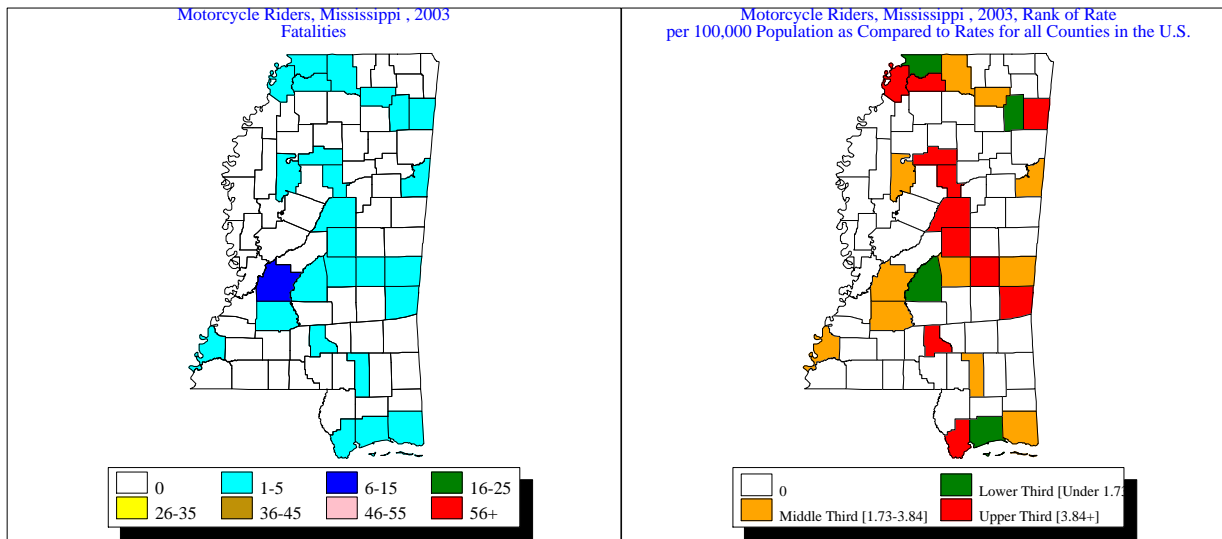 Motorcycle Riders, Mississippi , 2003
Fatalities
0
1-5
6-15
16-25
26-35
36-45
46-55
56+
Motorcycle Riders, Mississippi , 2003, Rank of Rate
per 100,000 Population as Compared to Rates for all Counties in the U.S.
0
Lower Third [Under 1.73
Middle Third [1.73-3.84]
Upper Third [3.84+]